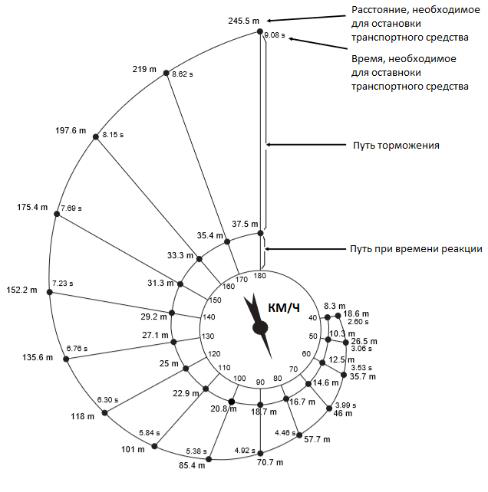 245.5 m
Расстояние, необходимое
для остановки
транспортного средства
9.08 s
Время, необходимое
для оставноки
транспортного средства
219 m
8.62 s
197.6 m
8.15 s
Путь торможения
175.4 m
7.69 s
37.5 m
35.4 m
Путь при времени реакции
33.3 m
180
170
160
152.2 m
7.23 s
31.3 m
150
КМ/Ч
8.3 m
18.6 m
2.60 s
29.2 m
140
40
10.3 m
26.5 m
3.06 s
27.1 m
130
50
135.6 m
6.76 s
120
60
12.5 m
3.53 s
35.7 m
25 m
110
70
14.6 m
100
90
80
118 m
6.30 s
22.9 m
20.8 m
18.7 m
16.7 m
3.99 s
46 m
101 m
5.84 s
85.4 m
5.38 s
4.92 s
70.7 m
4.46 s
57.7 m